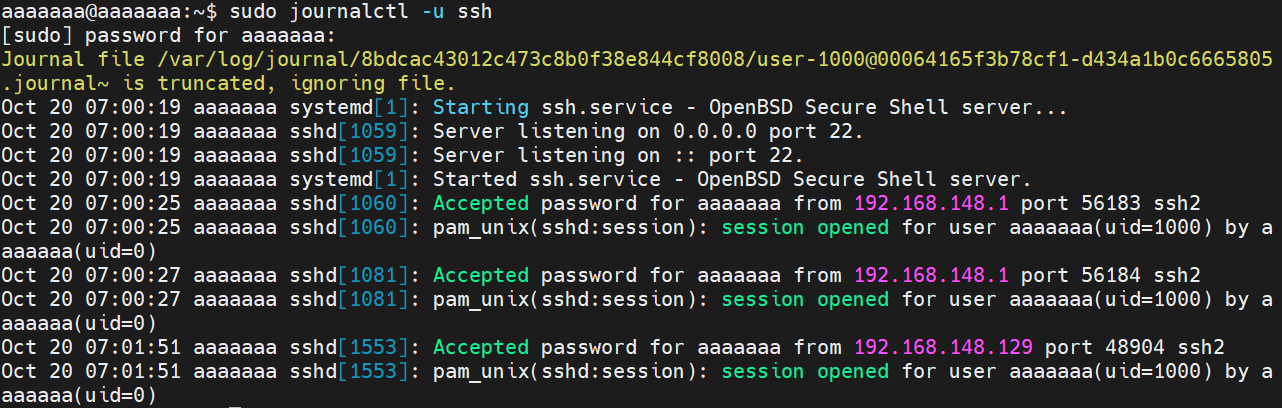 aaaaaaa@aaaaaaa:~$ sudo journalctl -u ssh
[sudo] password for aaaaaaa:
Journal file /var/log/journal/8bdcac43012c473c8b0f38e844cf8008/user-1000@00064165f3b78cf1-d434a1b0c6665805
.journal~ is truncated, ignoring file.
Oct 20 07:00:19 aaaaaaa systemd[1]: Starting ssh.service - OpenBSD Secure Shell server...
Oct 20 07:00:19 aaaaaaa sshd[1059]: Server listening on 0.0.0.0 port 22.
Oct 20 07:00:19 aaaaaaa sshd[1059]: Server listening on :: port 22.
Oct 20 07:00:19 aaaaaaa systemd[1]: Started ssh.service - OpenBSD Secure Shell server.
Oct 20 07:00:25 aaaaaaa sshd[1060]: Accepted password for aaaaaaa from 192.168.148.1 port 56183 ssh2
Oct 20 07:00:25 aaaaaaa sshd[1060]: pam_unix(sshd:session): session opened for user aaaaaaa(uid=1000) by a
aaaaaa(uid=0)
Oct 20 07:00:27 aaaaaaa sshd[1081]: Accepted password for aaaaaaa from 192.168.148.1 port 56184 ssh2
Oct 20 07:00:27 aaaaaaa sshd[1081]: pam_unix(sshd:session): session opened for user aaaaaaa(uid=1000) by a
aaaaaa(uid=0)
Oct 20 07:01:51 aaaaaaa sshd[1553]: Accepted password for aaaaaaa from 192.168.148.129 port 48904 ssh2
Oct 20 07:01:51 aaaaaaa sshd[1553]: pam_unix(sshd:session): session opened for user aaaaaaa(uid=1000) by a
aaaaaa(uid=0)